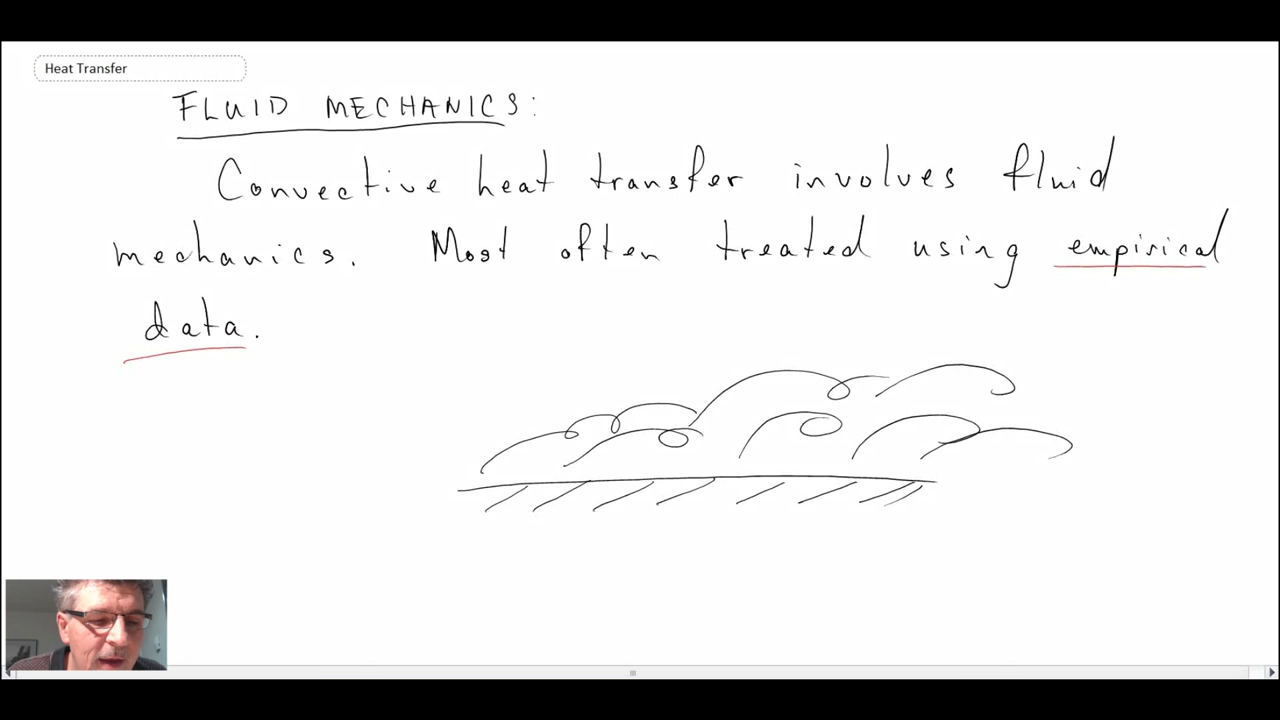 Heat Transfer
FLUID MECHANICS:
Convective heat transfer involves fluid
mechanics. Most often treated using empirical
data.